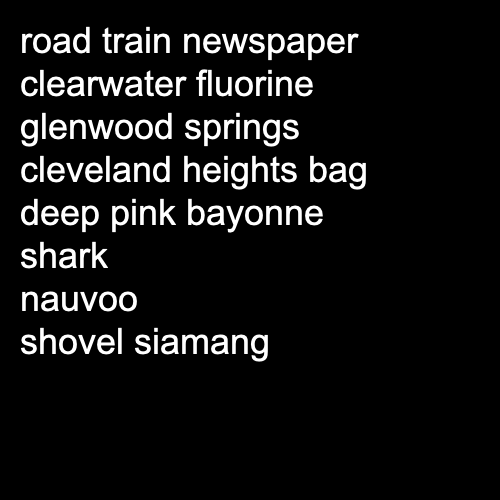 road train newspaper
clearwater fluorine
glenwood springs
cleveland heights bag
deep pink bayonne
shark
nauvoo
shovel siamang